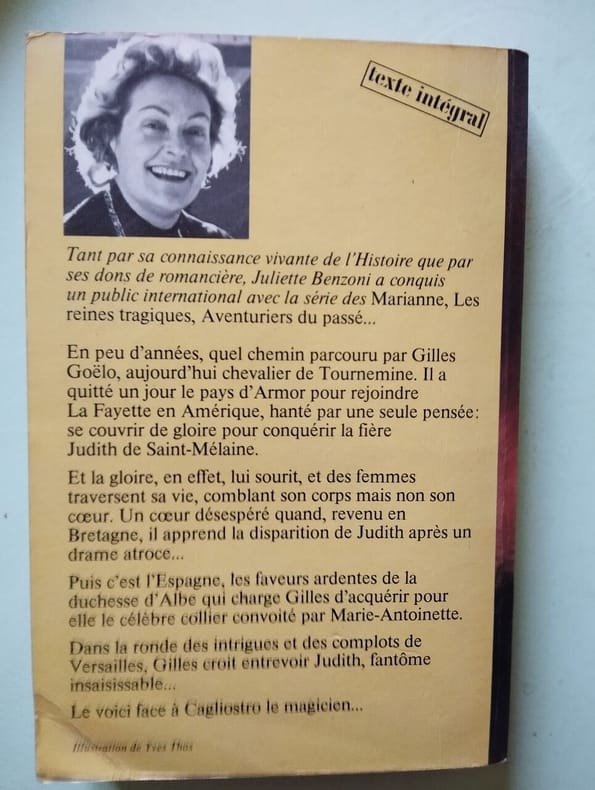 texte intégral
Tant par sa connaissance vivante de l'Histoire que par
ses dons de romancière, Juliette Benzoni a conquis
un public international avec la série des Marianne, Les
reines tragiques, Aventuriers du passé...
En peu d'années, quel chemin parcouru par Gilles
Goëlo, aujourd'hui chevalier de Tournemine. Il a
quitté un jour le pays d'Armor pour rejoindre
La Fayette en Amérique, hanté par une seule pensée:
se couvrir de gloire pour conquérir la fière
Judith de Saint-Mélaine.
Et la gloire, en effet, lui sourit, et des femmes
traversent sa vie, comblant son corps mais non son
cœur. Un cœur désespéré quand, revenu en
Bretagne, il apprend la disparition de Judith après un
drame atroce...
Puis c'est l'Espagne, les faveurs ardentes de la
duchesse d'Albe qui charge Gilles d'acquérir pour
elle le célèbre collier convoité par Marie-Antoinette.
Dans la ronde des intrigues et des complots de
Versailles, Gilles croit entrevoir Judith, fantôme
insaisissable...
Le voici face à Cagliostro le magicien...
Illustration de Yves Thos